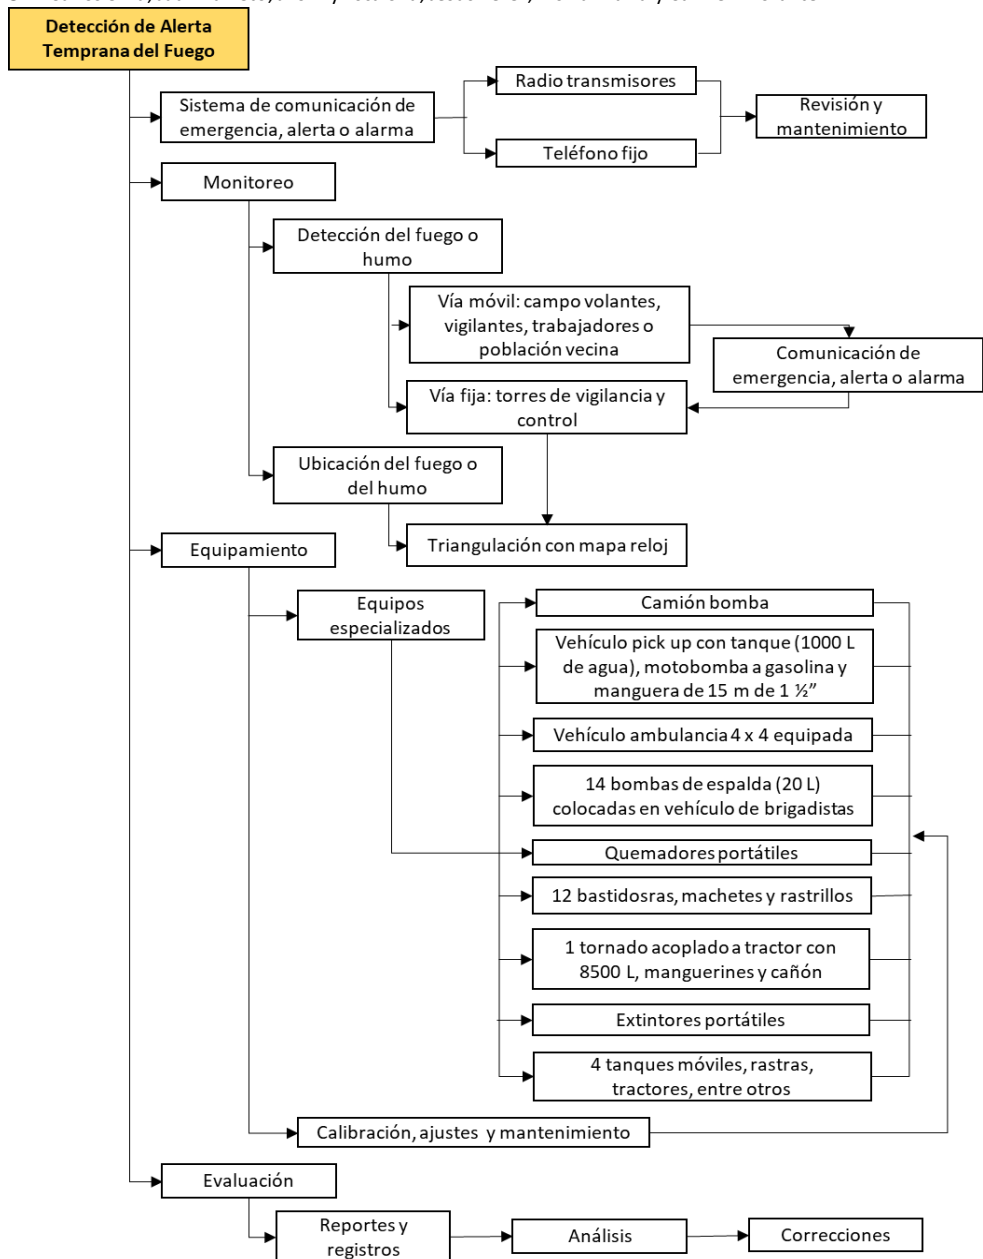 Detección de Alerta
Temprana del Fuego
Sistema de comunicación de
emergencia, alerta o alarma
Radio transmisores
Teléfono fijo
Revisión y
mantenimiento
Monitoreo
Detección del fuego o
humo
Vía móvil: campo volantes,
vigilantes, trabajadores o
población vecina
Comunicación de
emergencia, alerta o alarma
Vía fija: torres de vigilancia y
control
Ubicación del fuego o
del humo
Triangulación con mapa reloj
Equipamiento
Equipos
especializados
Camión bomba
Vehículo pick up con tanque (1000 L
de agua), motobomba a gasolina y
manguera de 15 m de 1 ½”
Vehículo ambulancia 4 x 4 equipada
14 bombas de espalda (20 L)
colocadas en vehículo de brigadistas
Quemadores portátiles
12 bastidosras, machetes y rastrillos
1 tornado acoplado a tractor con
8500 L, manguerines y cañón
Extintores portátiles
4 tanques móviles, rastras,
tractores, entre otros
Calibración, ajustes y mantenimiento
Evaluación
Reportes y
registros
Análisis
Correcciones